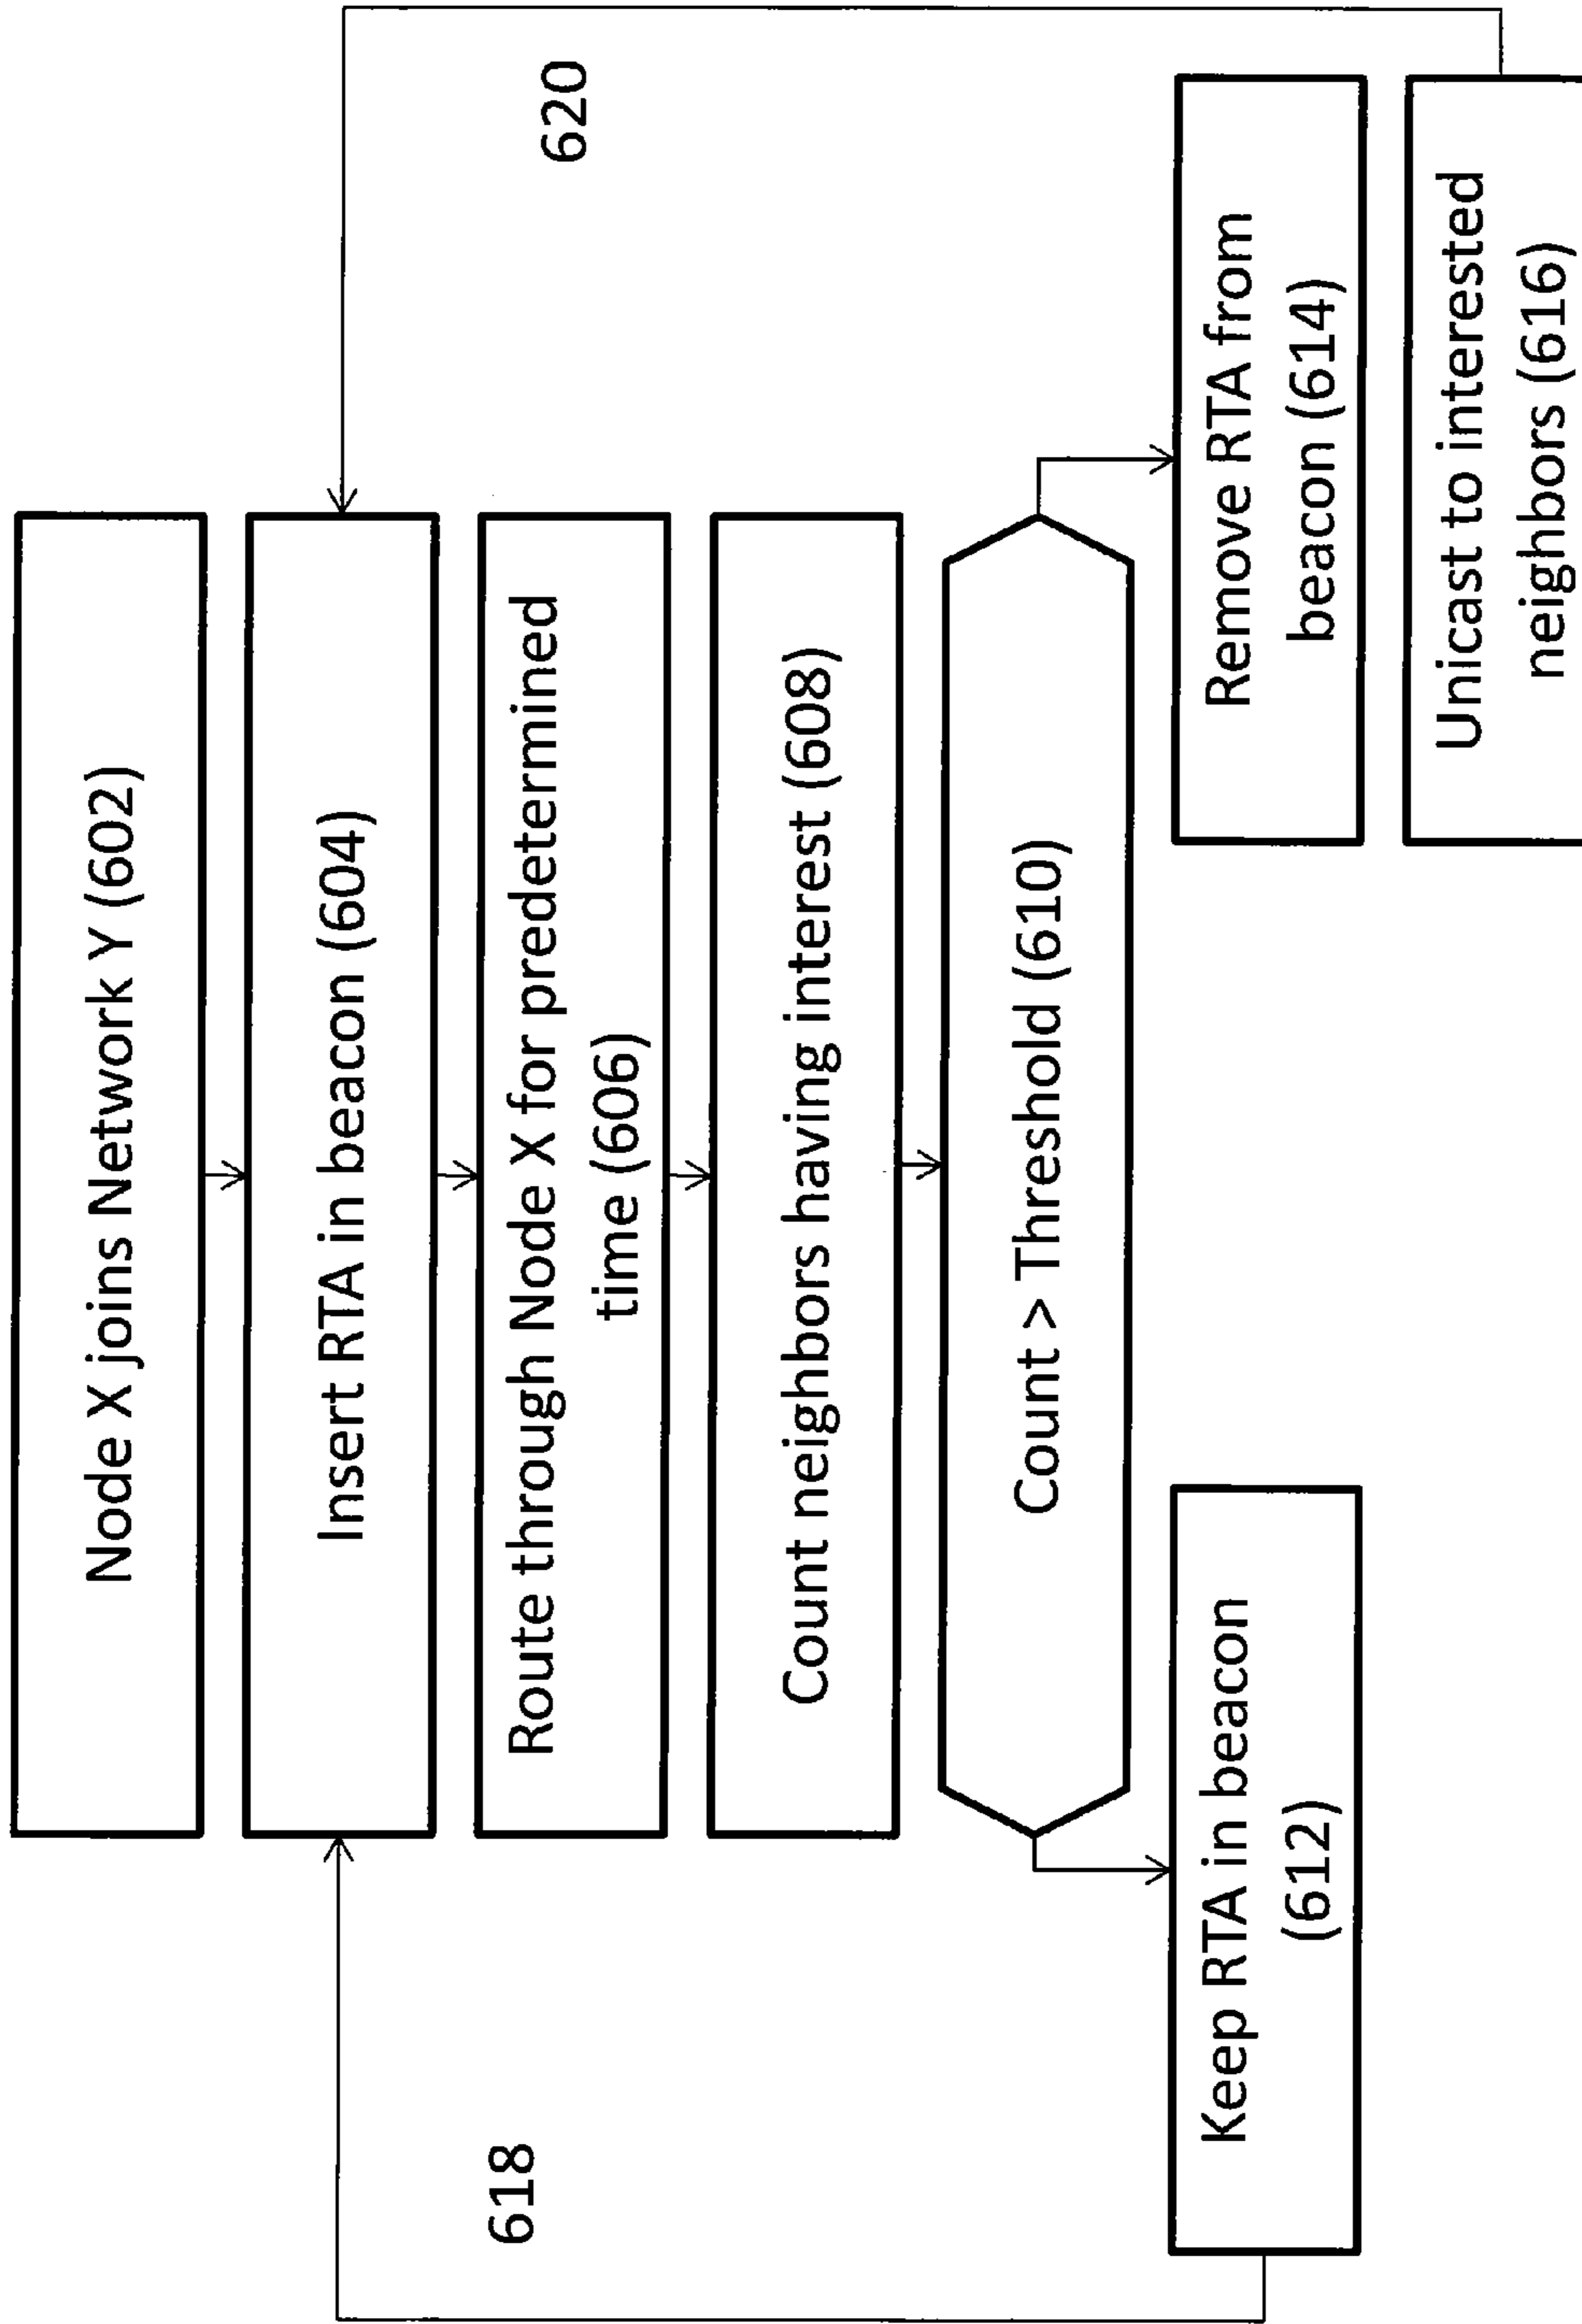 Node X joins Network Y (602)
Insert RTA in beacon (604)
Route through Node X for predetermined
time (606)
Count neighbors having interest (608)
Count > Threshold (610)
618
620
Keep RTA in beacon
(612)
Remove RTA from
beacon (614)
Unicast to interested
neighbors (616)